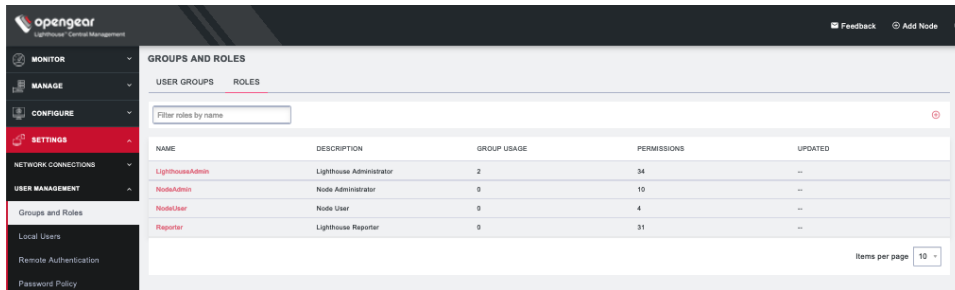 opengear
Lighthouse™ Central Management
Feedback
Add Node
MONITOR
MANAGE
CONFIGURE
SETTINGS
NETWORK CONNECTIONS
USER MANAGEMENT
Groups and Roles
Local Users
Remote Authentication
Password Policy
GROUPS AND ROLES
USER GROUPS ROLES
Filter roles by name
NAME DESCRIPTION GROUP USAGE PERMISSIONS UPDATED
LighthouseAdmin Lighthouse Administrator 2 34 --
NodeAdmin Node Administrator 0 10 --
NodeUser Node User 0 4 --
Reporter Lighthouse Reporter 0 31 --
Items per page 10